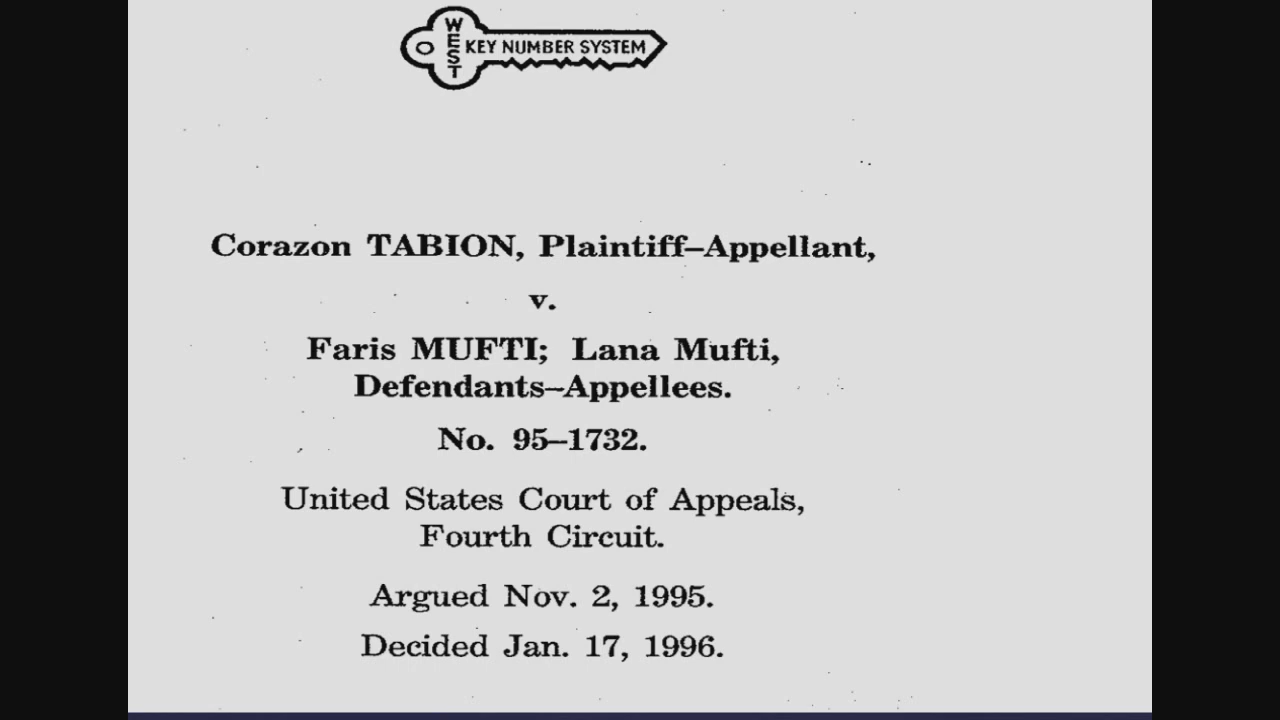 WEST
KEY NUMBER SYSTEM
Corazon TABION, Plaintiff–Appellant,
v.
Faris MUFTI; Lana Mufti,
Defendants–Appellees.
No. 95–1732.
United States Court of Appeals,
Fourth Circuit.
Argued Nov. 2, 1995.
Decided Jan. 17, 1996.